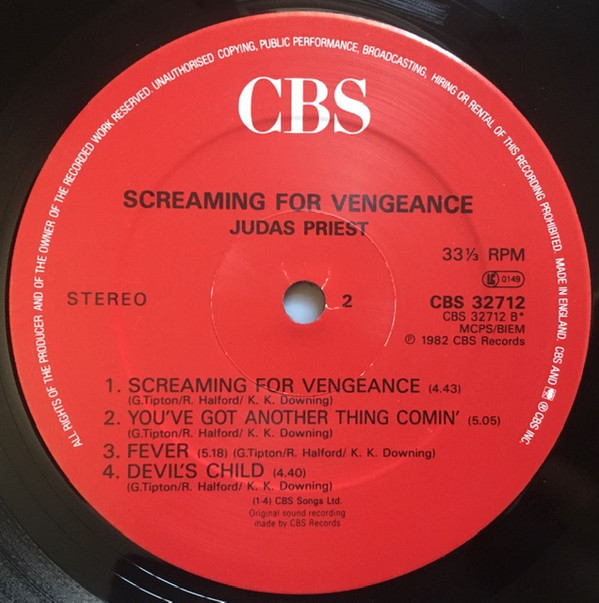 ALL RIGHTS OF THE PRODUCER AND OF THE OWNER OF THE RECORDED WORK RESERVED. UNAUTHORISED COPYING, PUBLIC PERFORMANCE, BROADCASTING, HIRING OR RENTAL OF THIS RECORDING PROHIBITED. MADE IN ENGLAND. CBS AND ® CBS INC.
CBS
SCREAMING FOR VENGEANCE
JUDAS PRIEST
33⅓ RPM
LC 0149
STEREO
2
CBS 32712
CBS 32712 B*
MCPS/BIEM
℗ 1982 CBS Records
1. SCREAMING FOR VENGEANCE (4.43)
(G.Tipton/R. Halford/ K. K. Downing)
2. YOU'VE GOT ANOTHER THING COMIN' (5.05)
(G.Tipton/R. Halford/ K. K. Downing)
3. FEVER (5.18) (G.Tipton/R. Halford/ K. K. Downing)
4. DEVIL'S CHILD (4.40)
(G.Tipton/R. Halford/ K. K. Downing)
(1-4) CBS Songs Ltd.
Original sound recording
made by CBS Records